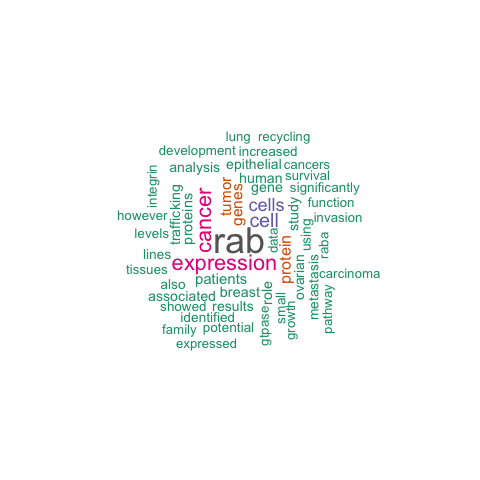 lung recycling
development increased
analysis epithelial cancers
human survival
integrin trafficking proteins cancer tumor genes gene significantly
cells study function
however cell invasion
levels rab data using raba
lines expression protein ovarian metastasis
tissues carcinoma
also patients
associated breast role small growth pathway
showed results gtpase
identified
family potential
expressed